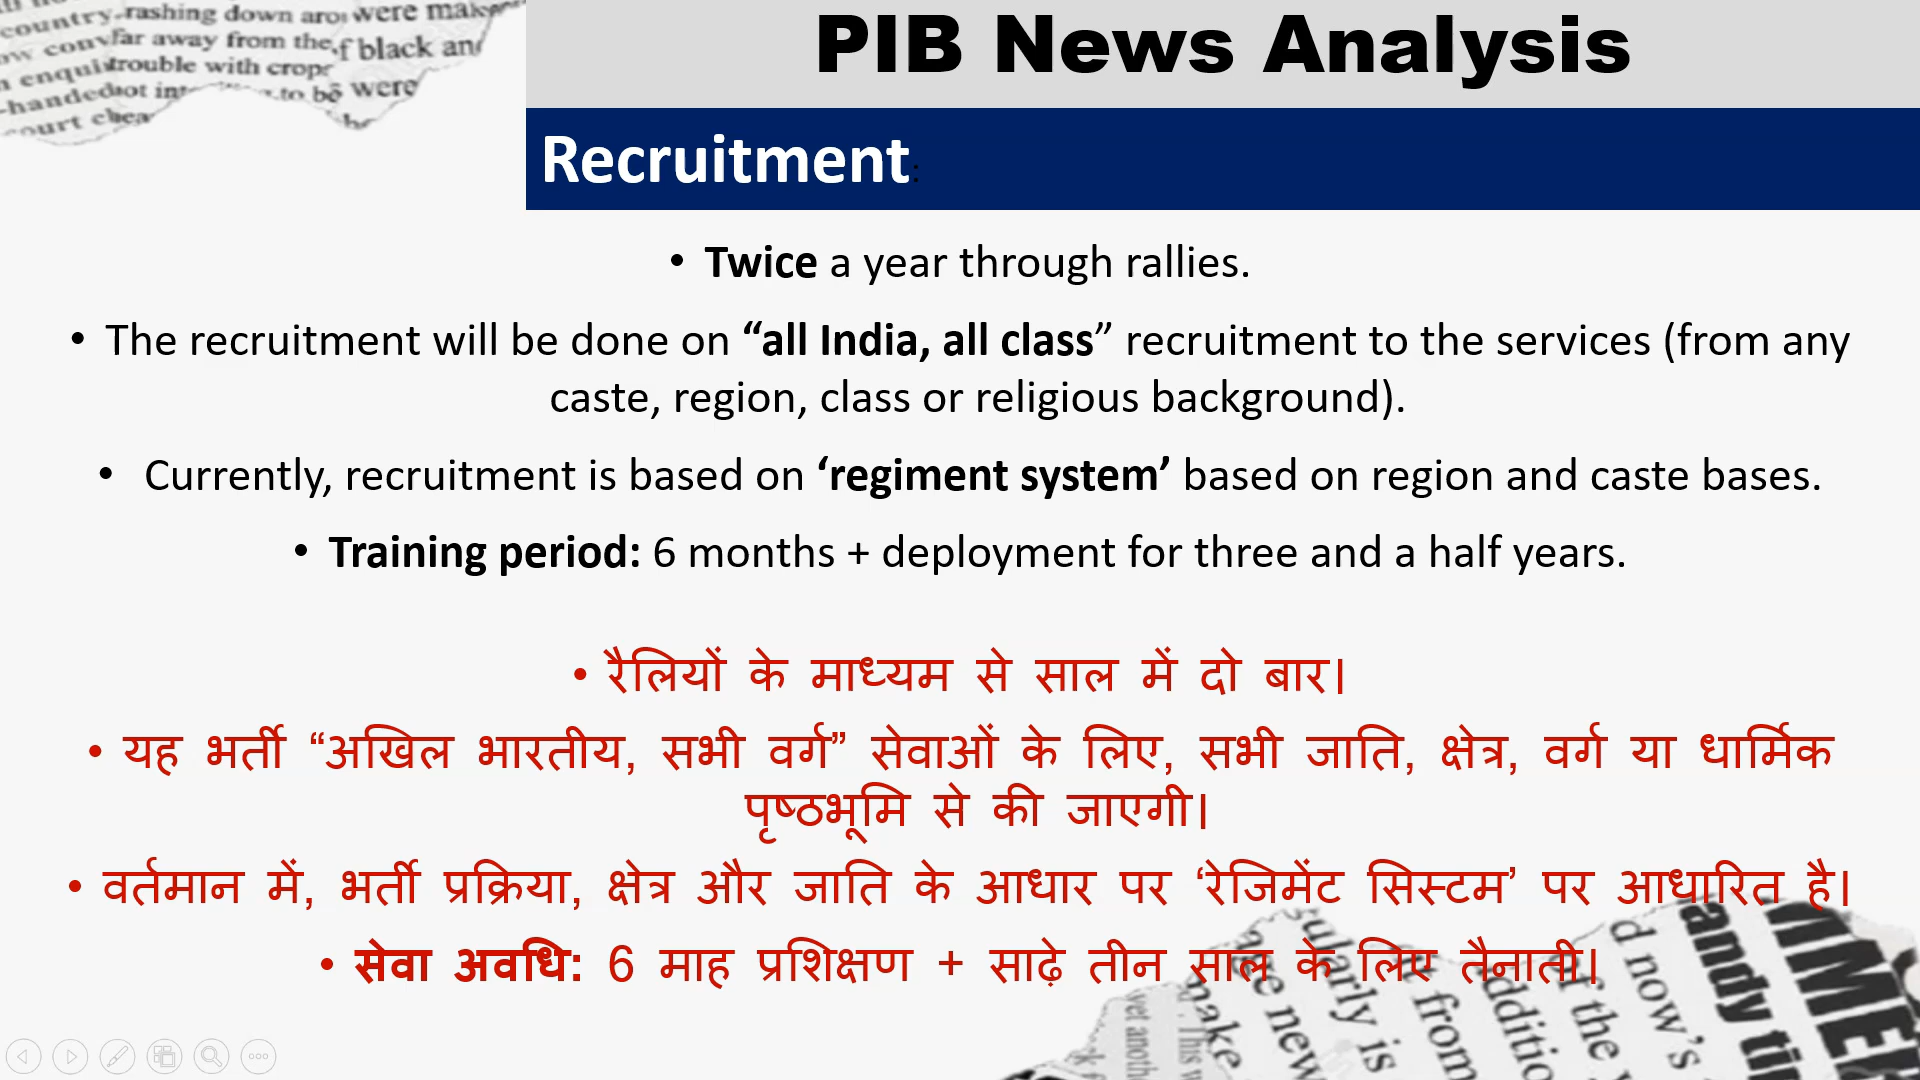 PIB News Analysis
Recruitment:
• Twice a year through rallies.
• The recruitment will be done on “all India, all class” recruitment to the services (from any
caste, region, class or religious background).
• Currently, recruitment is based on ‘regiment system’ based on region and caste bases.
• Training period: 6 months + deployment for three and a half years.
• रैलियों के माध्यम से साल में दो बार।
• यह भर्ती “अखिल भारतीय, सभी वर्ग” सेवाओं के लिए, सभी जाति, क्षेत्र, वर्ग या धार्मिक
पृष्ठभूमि से की जाएगी।
• वर्तमान में, भर्ती प्रक्रिया, क्षेत्र और जाति के आधार पर ‘रेजिमेंट सिस्टम’ पर आधारित है।
• सेवा अवधि: 6 माह प्रशिक्षण + साढ़े तीन साल के लिए तैनाती।